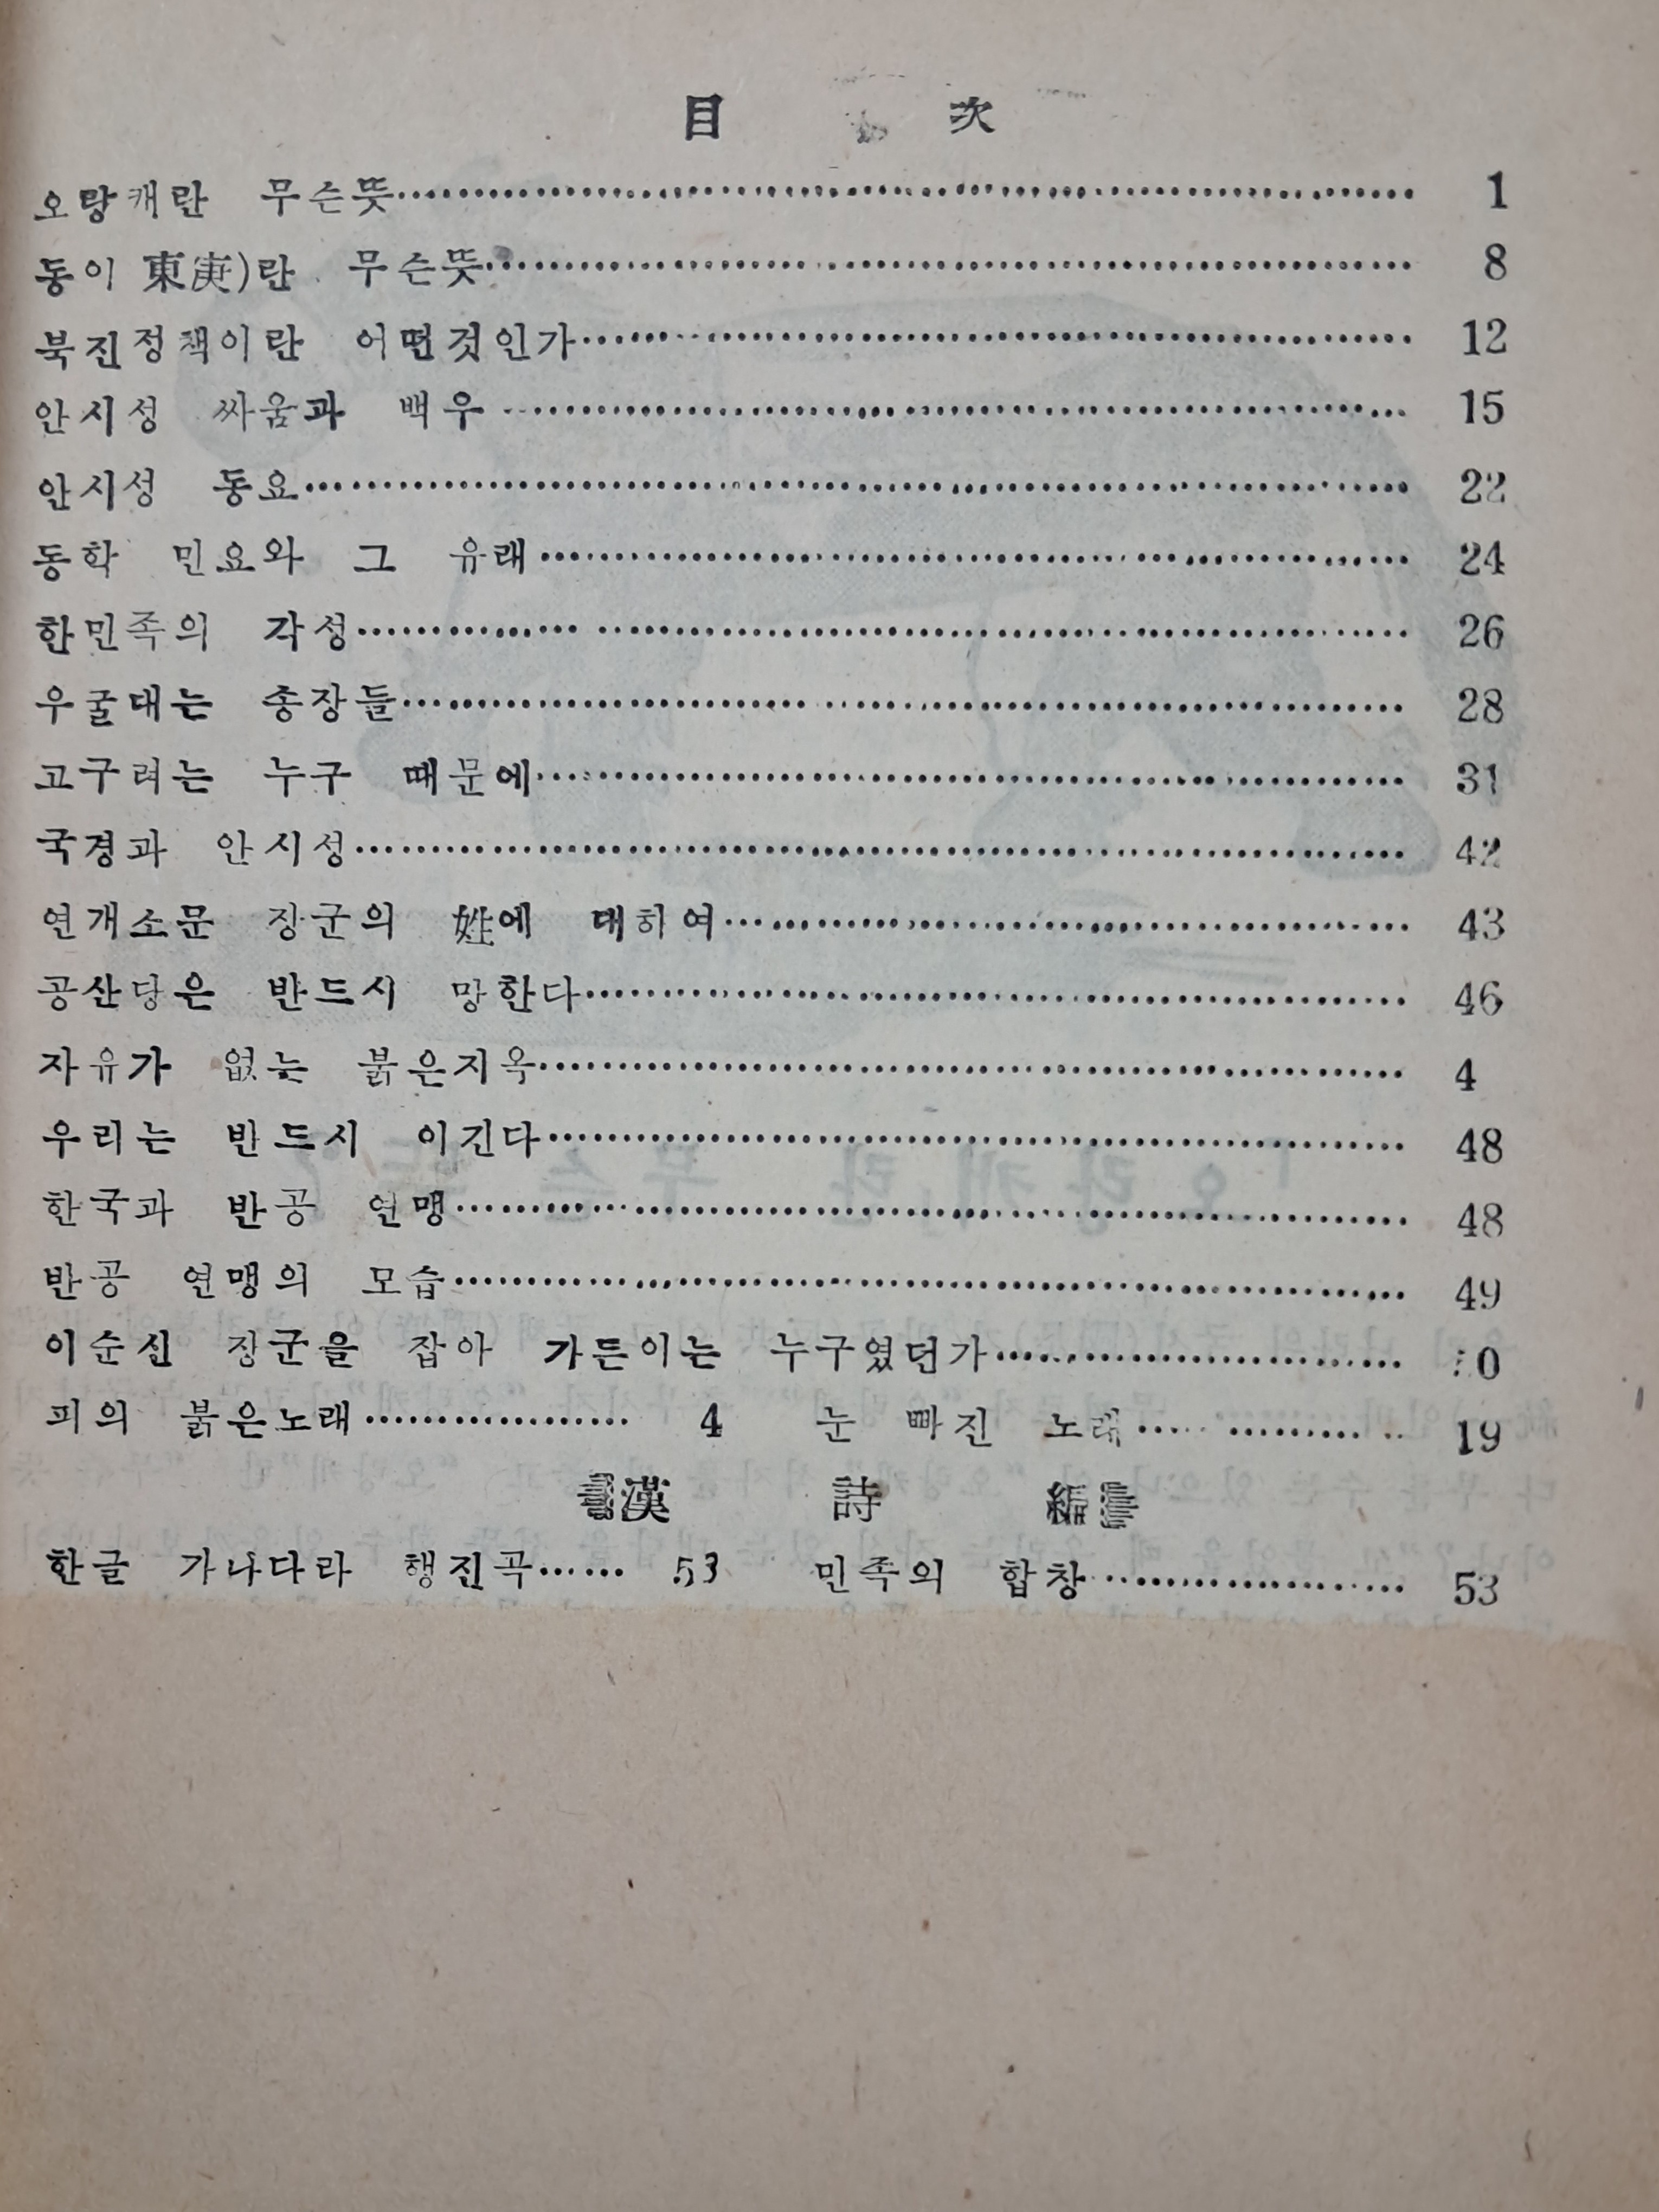 目 次
오랑캐란 무슨뜻 1
동이 東夷)란 무슨뜻 8
북진정책이란 어떤것인가 12
안시성 싸움과 백우 15
안시성 동요 22
동학 민요와 그 유래 24
한민족의 각성 26
우굴대는 총장들 28
고구려는 누구 때문에 31
국경과 안시성 42
연개소문 장군의 姓에 대하여 43
공산당은 반드시 망한다 46
자유가 없는 붉은지옥 4
우리는 반드시 이긴다 48
한국과 반공 연맹 48
반공 연맹의 모습 49
이순신 장군을 잡아 가든이는 누구였던가 0
피의 붉은노래 4 눈 빠진 노래 19
漢 詩 編
한글 가나다라 행진곡 53 민족의 합창 53